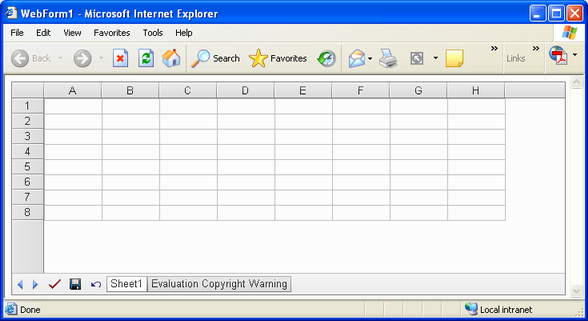 WebForm1 - Microsoft Internet Explorer
File Edit View Favorites Tools Help
Back Search Favorites » Links »
A B C D E F G H
1
2
3
4
5
6
7
8
Sheet1 Evaluation Copyright Warning
Done Local intranet